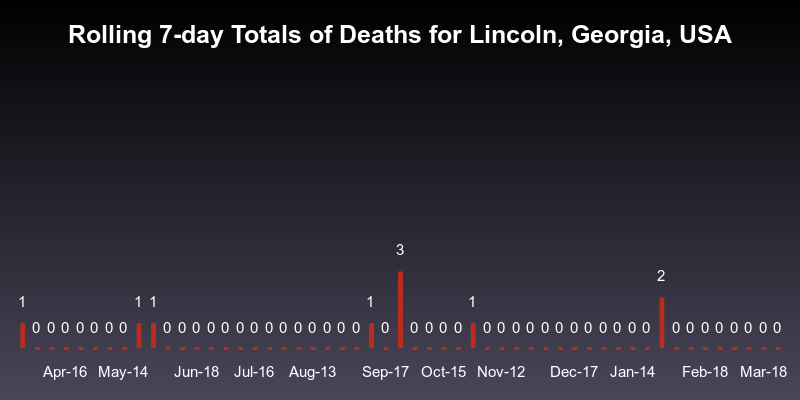 Rolling 7-day Totals of Deaths for Lincoln, Georgia, USA
3
2
1 1 1 1 1
0 0 0 0 0 0 0 0 0 0 0 0 0 0 0 0 0 0 0 0 0 0 0 0 0 0 0 0 0 0 0 0 0 0 0 0 0 0 0 0 0 0 0 0 0 0
Apr-16 May-14 Jun-18 Jul-16 Aug-13 Sep-17 Oct-15 Nov-12 Dec-17 Jan-14 Feb-18 Mar-18